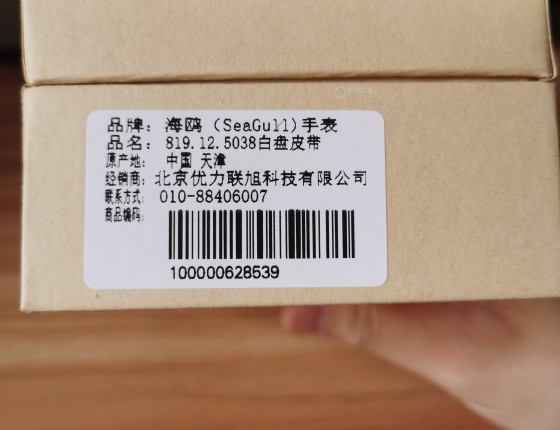 品牌：海鸥（SeaGull)手表
品名：819.12.5038白盘皮带
原产地：中国 天津
经销商：北京优力联旭科技有限公司
联系方式：010-88406007
商品编码：
100000628539